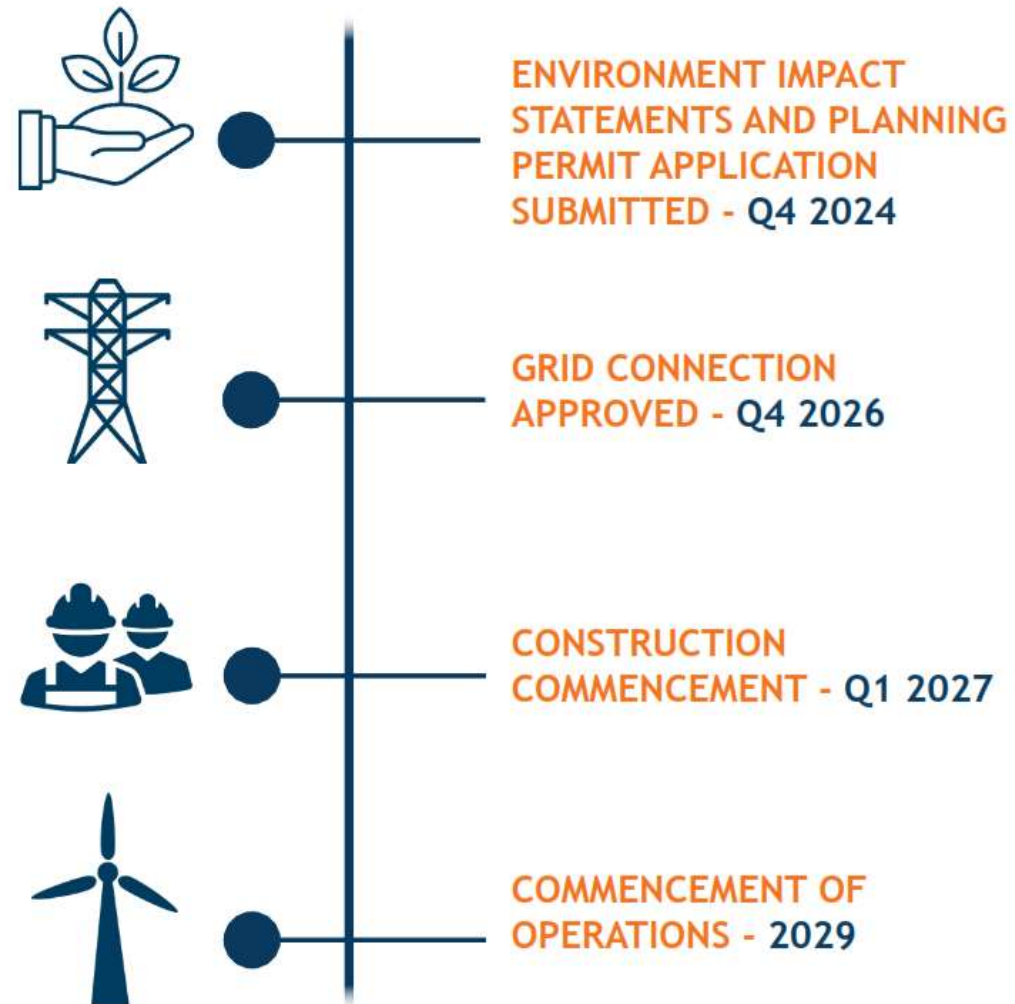 ENVIRONMENT IMPACT
STATEMENTS AND PLANNING
PERMIT APPLICATION
SUBMITTED - Q4 2024
GRID CONNECTION
APPROVED - Q4 2026
CONSTRUCTION
COMMENCEMENT - Q1 2027
COMMENCEMENT OF
OPERATIONS - 2029